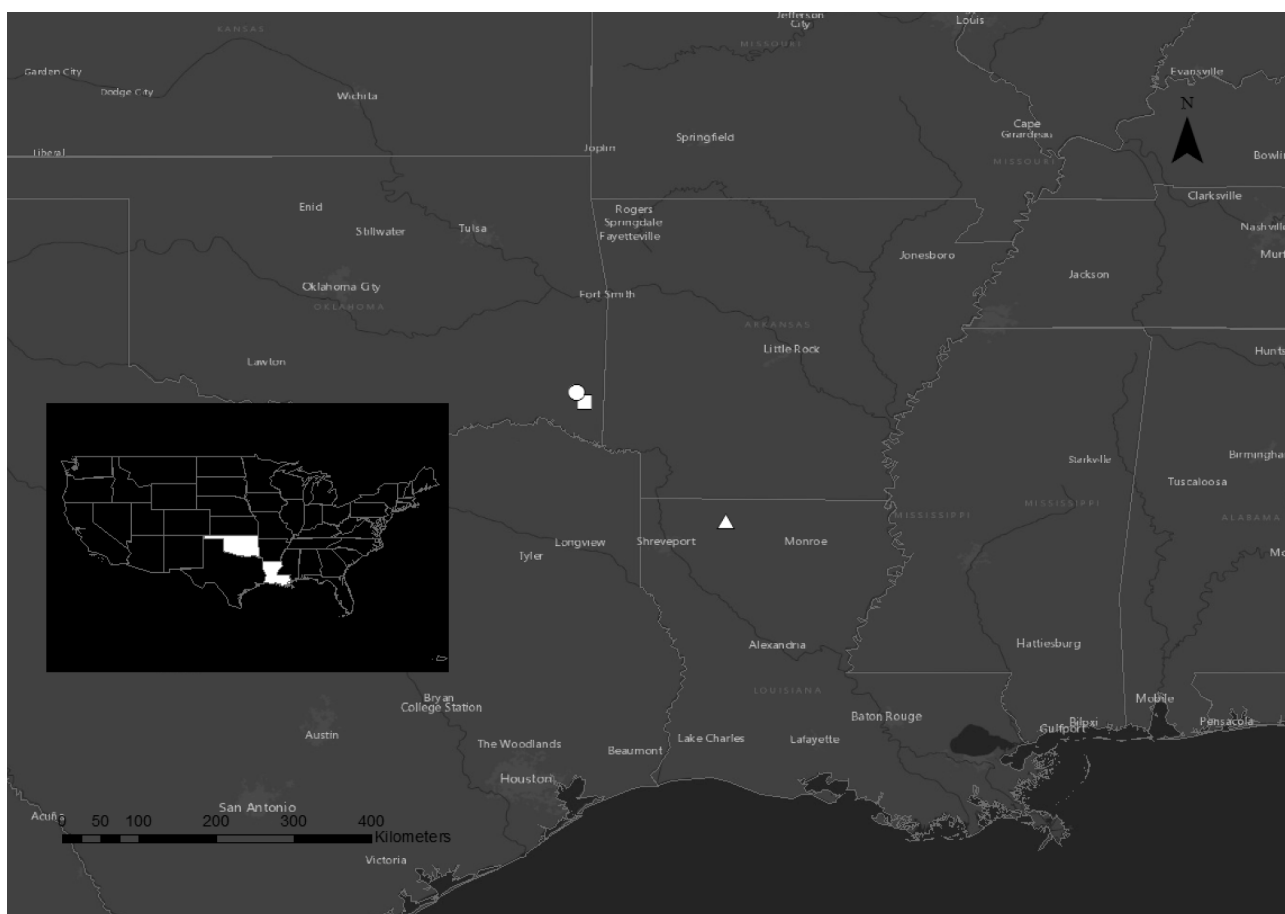 Jefferson
City
Louis
KANSAS
MISSOURI
Garden City
Dodge City
Wichita
Evansville
N
Springfield
Cape
Girardeau
Liberal
Joplin
MISSOURI
Bowlin
Enid
Rogers
Springdale
Fayetteville
Clarksville
Stillwater
Tulsa
Nashville
Jonesboro
Murf
Jackson
Oklahoma City
Fort Smith
OKLAHOMA
ARKANSAS
Little Rock
Hunts
Lawton
Starkville
Birmingham
Tuscaloosa
MISSISSIPPI
MISSISSIPPI
ALABAMA
Longview
Shreveport
Monroe
Tyler
Mo
Alexandria
Hattiesburg
LOUISIANA
Bryan
College Station
Mobile
Baton Rouge
Biloxi
Pensacola
Gulfport
Austin
The Woodlands
Beaumont
Lake Charles
Lafayette
Houston
San Antonio
Acuña
0 50 100 200 300 400
Kilometers
Victoria